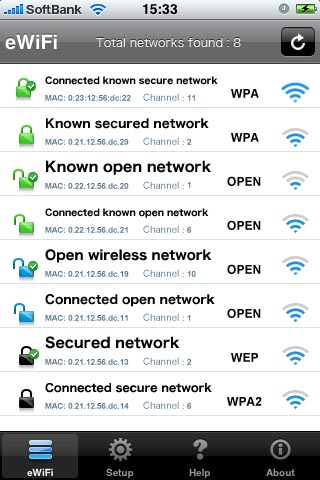 SoftBank 15:33
eWiFi Total networks found : 8
Connected known secure network
MAC: 0:23:12:56:dc:22 Channel : 11 WPA
Known secured network
MAC: 0.21.12.56.dc.29 Channel : 2 WPA
Known open network
MAC: 0.22.12.56.dc.20 Channel : 1 OPEN
Connected known open network
MAC: 0.22.12.56.dc.21 Channel : 6 OPEN
Open wireless network
MAC: 0.21.12.56.dc.19 Channel : 10 OPEN
Connected open network
MAC: 0.21.12.56.dc.11 Channel : 1 OPEN
Secured network
MAC: 0.21.12.56.dc.13 Channel : 2 WEP
Connected secure network
MAC: 0.21.12.56.dc.14 Channel : 6 WPA2
eWiFi Setup Help About